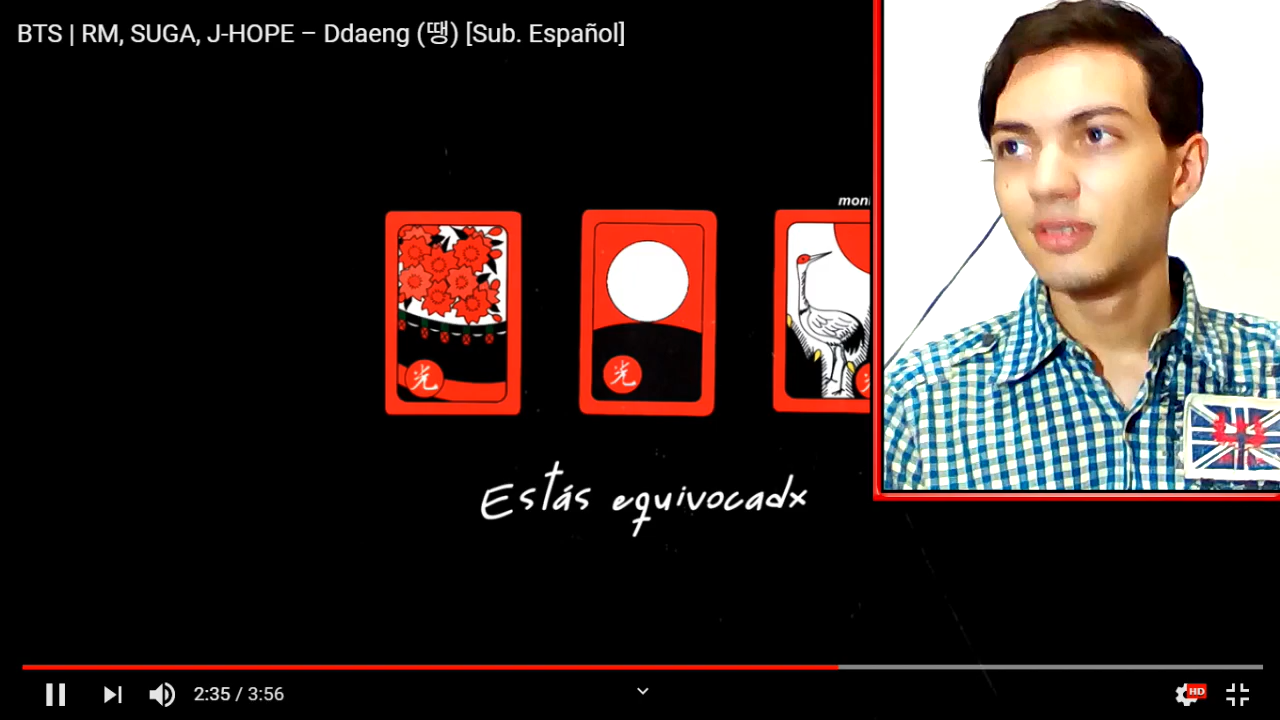 BTS | RM, SUGA, J-HOPE – Ddaeng (땡) [Sub. Español]
光
光
Estás equivocadx
2:35 / 3:56
HD